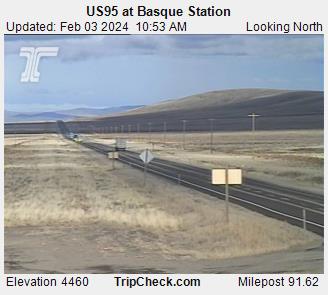 US95 at Basque Station
Updated: Feb 03 2024 10:53 AM Looking North
Elevation 4460 TripCheck.com Milepost 91.62